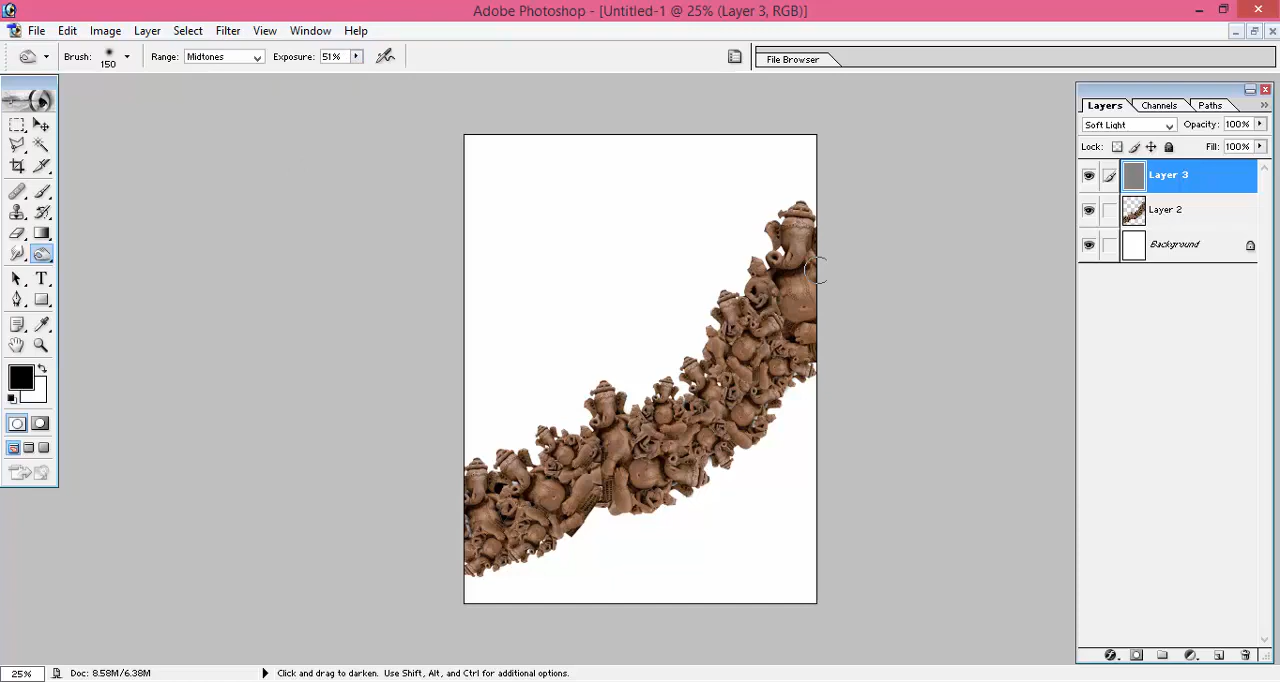 Adobe Photoshop - [Untitled-1 @ 25% (Layer 3, RGB)]
File Edit Image Layer Select Filter View Window Help
Brush: 150 Range: Midtones Exposure: 51% File Browser
Layers Channels Paths
Soft Light Opacity: 100%
Lock: Fill: 100%
Layer 3
Layer 2
Background
T
25% Doc: 8.58M/6.38M Click and drag to darken. Use Shift, Alt, and Ctrl for additional options.